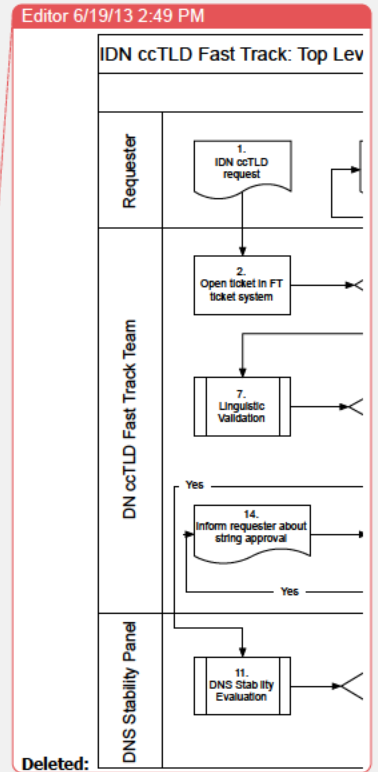 Editor 6/19/13 2:49 PM
IDN ccTLD Fast Track: Top Lev
Requester
1.
IDN ccTLD
request
DN ccTLD Fast Track Team
2.
Open ticket in FT
ticket system
7.
Linguistic
Validation
Yes
14.
Inform requester about
string approval
Yes
DNS Stability Panel
11.
DNS Stability
Evaluation
Deleted: